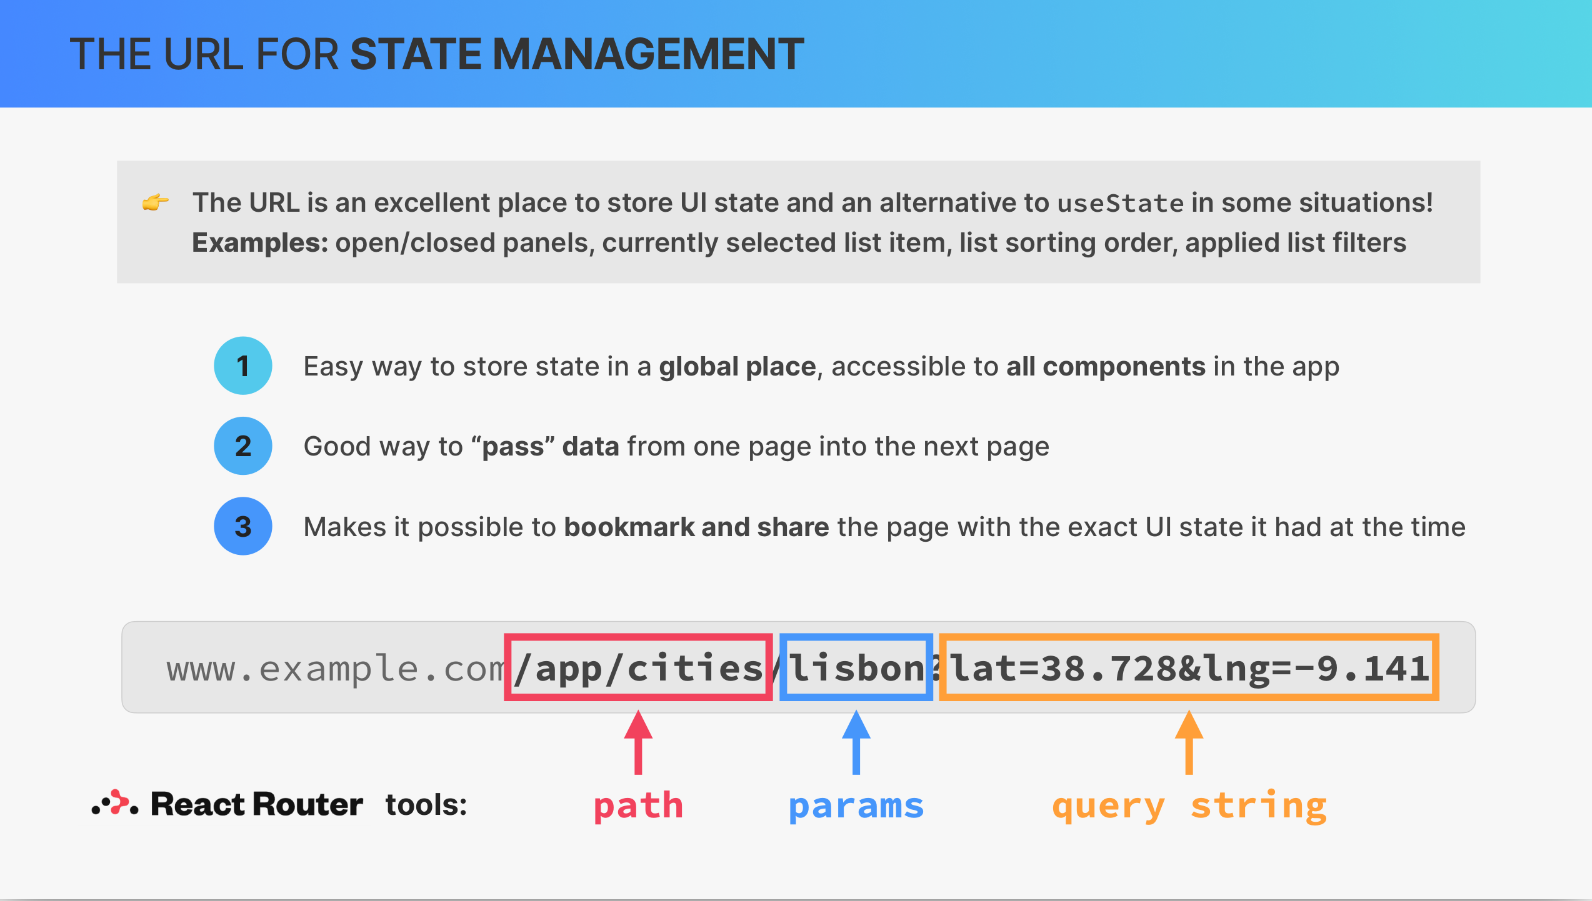 THE URL FOR STATE MANAGEMENT
👉 The URL is an excellent place to store UI state and an alternative to useState in some situations!
Examples: open/closed panels, currently selected list item, list sorting order, applied list filters
1 Easy way to store state in a global place, accessible to all components in the app
2 Good way to “pass” data from one page into the next page
3 Makes it possible to bookmark and share the page with the exact UI state it had at the time
www.example.com/app/cities/lisbon?lat=38.728&lng=-9.141
React Router tools: path params query string